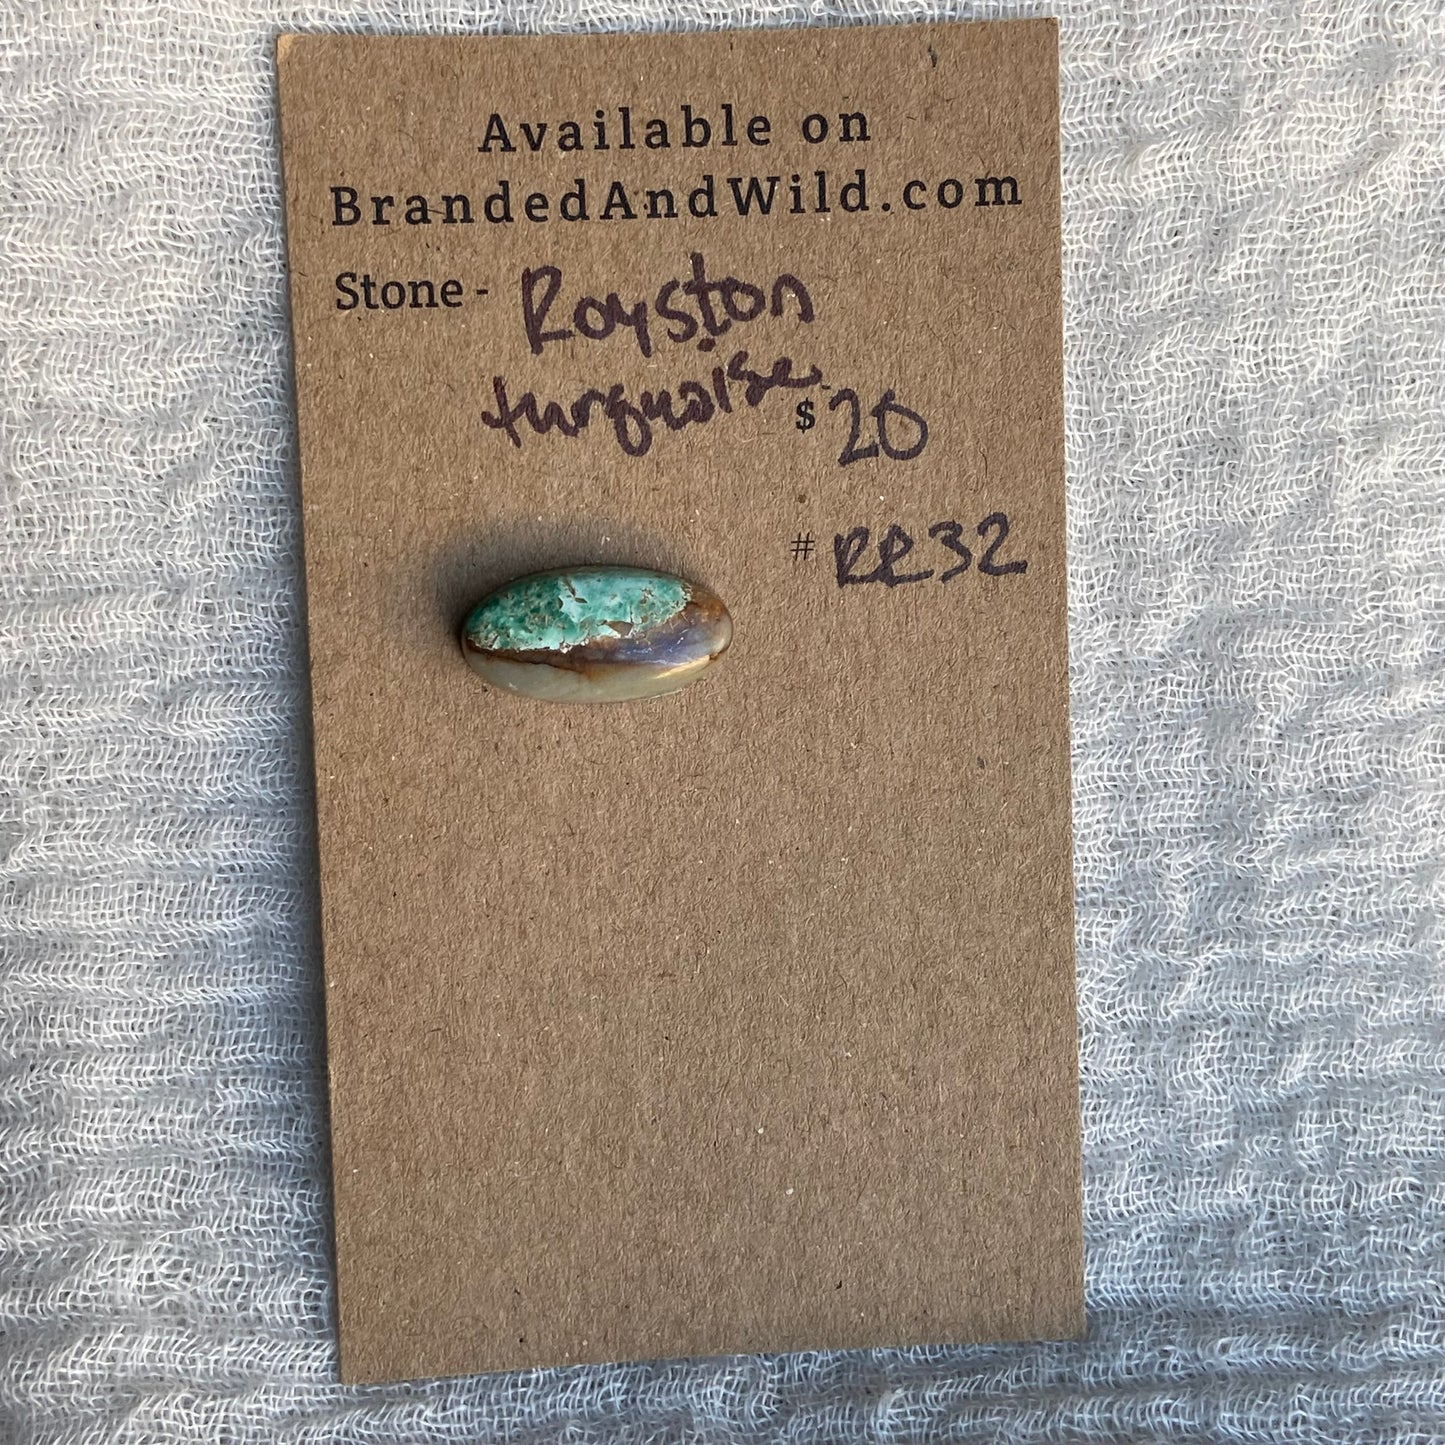 Available on
BrandedAndWild.com
Stone - Royston
turquoise $20
# RR32